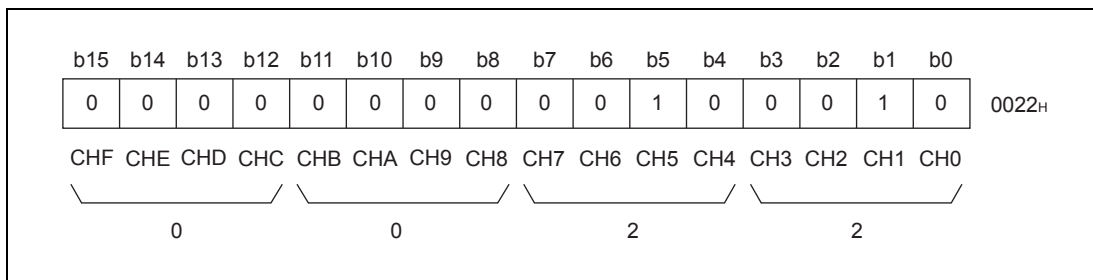 b15 b14 b13 b12 b11 b10 b9 b8 b7 b6 b5 b4 b3 b2 b1 b0
0 0 0 0 0 0 0 0 0 0 1 0 0 0 1 0 0022H
CHF CHE CHD CHC CHB CHA CH9 CH8 CH7 CH6 CH5 CH4 CH3 CH2 CH1 CH0
0 0 2 2